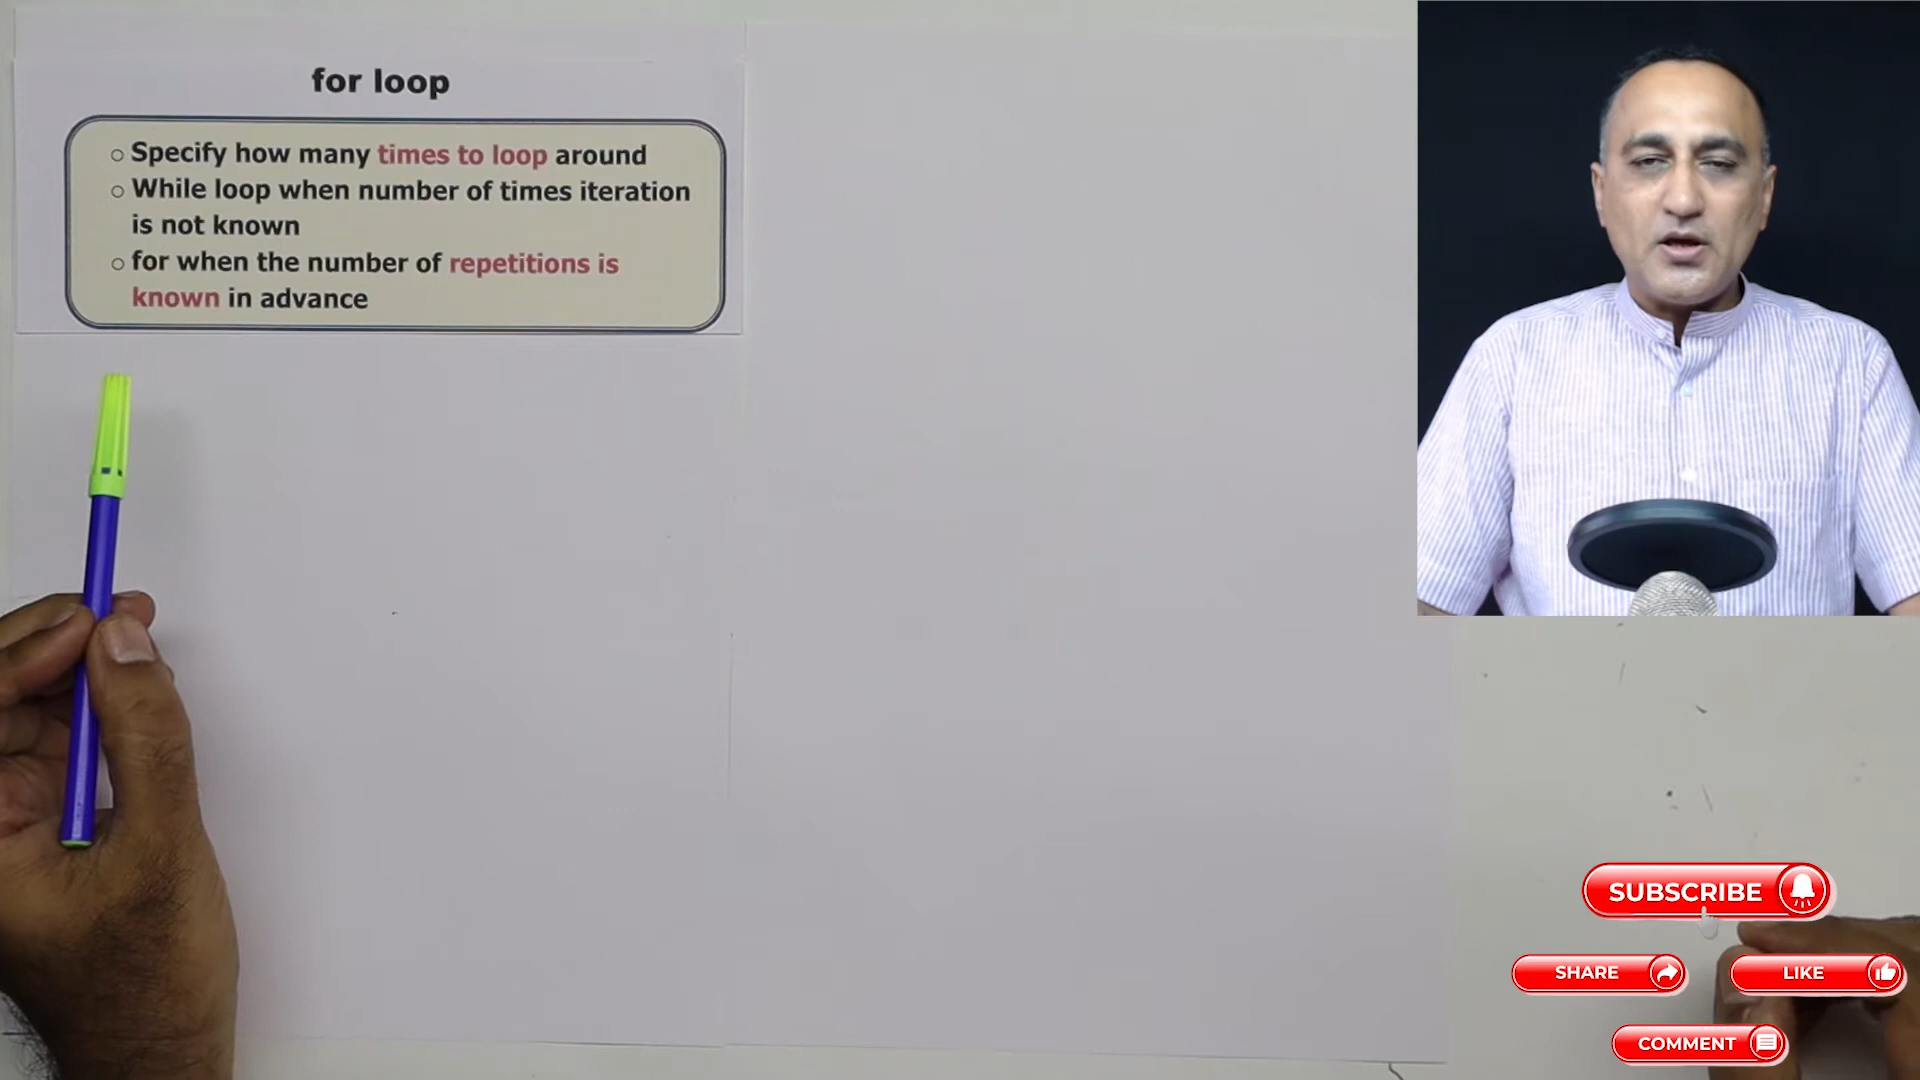 for loop
Specify how many times to loop around
While loop when number of times iteration
is not known
for when the number of repetitions is
known in advance
SUBSCRIBE
SHARE
LIKE
COMMENT